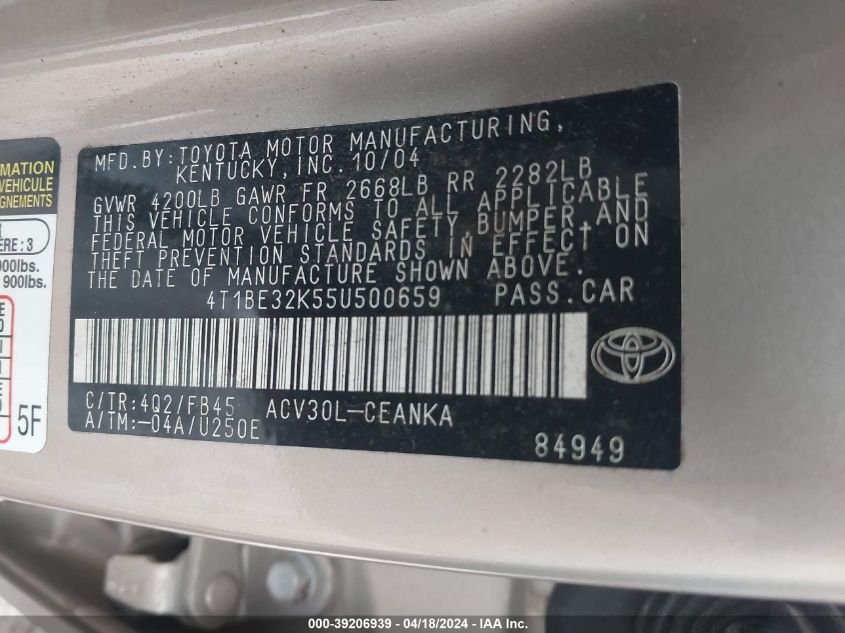 MFD.BY:TOYOTA MOTOR MANUFACTURING,
KENTUCKY,INC. 10/04
GVWR 4200LB GAWR FR 2668LB RR 2282LB
THIS VEHICLE CONFORMS TO ALL APPLICABLE
FEDERAL MOTOR VEHICLE SAFETY,BUMPER,AND
THEFT PREVENTION STANDARDS IN EFFECT ON
THE DATE OF MANUFACTURE SHOWN ABOVE.
4T1BE32K55U500659 PASS.CAR
C/TR:4Q2/FB45 ACV30L-CEANKA
A/TM:-04A/U250E
84949
MATION
VEHICULE
GNEMENTS
ERE : 3
900lbs.
900lbs.
5F
000-39206939 - 04/18/2024 - IAA Inc.